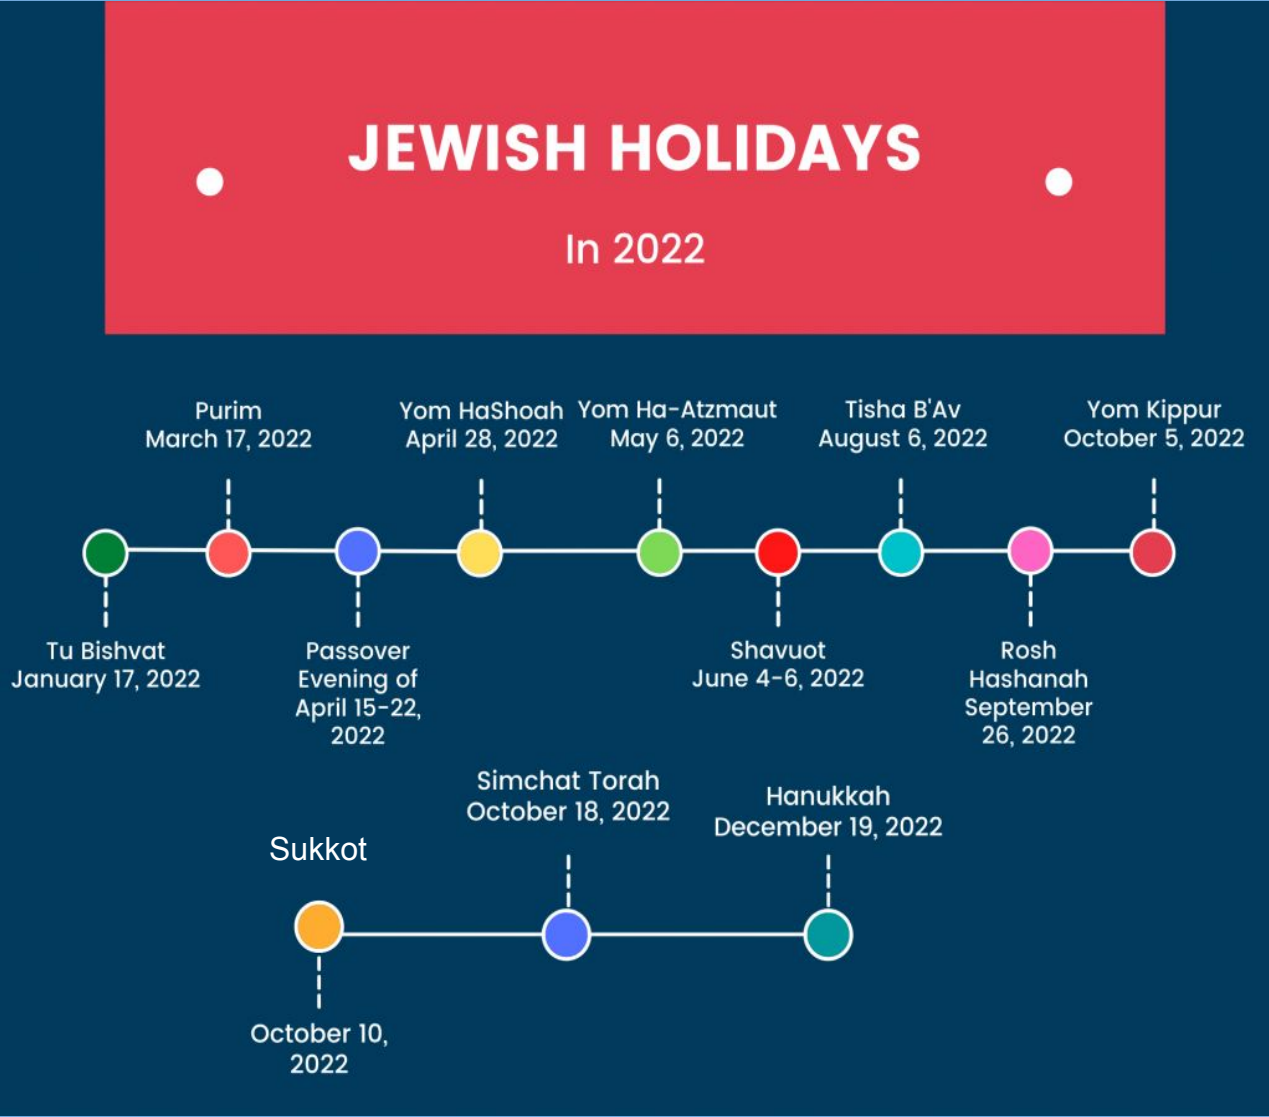 JEWISH HOLIDAYS
In 2022
Purim
March 17, 2022
Yom HaShoah
April 28, 2022
Yom Ha-Atzmaut
May 6, 2022
Tisha B'Av
August 6, 2022
Yom Kippur
October 5, 2022
Tu Bishvat
January 17, 2022
Passover
Evening of
April 15-22,
2022
Shavuot
June 4-6, 2022
Rosh
Hashanah
September
26, 2022
Sukkot
October 10,
2022
Simchat Torah
October 18, 2022
Hanukkah
December 19, 2022